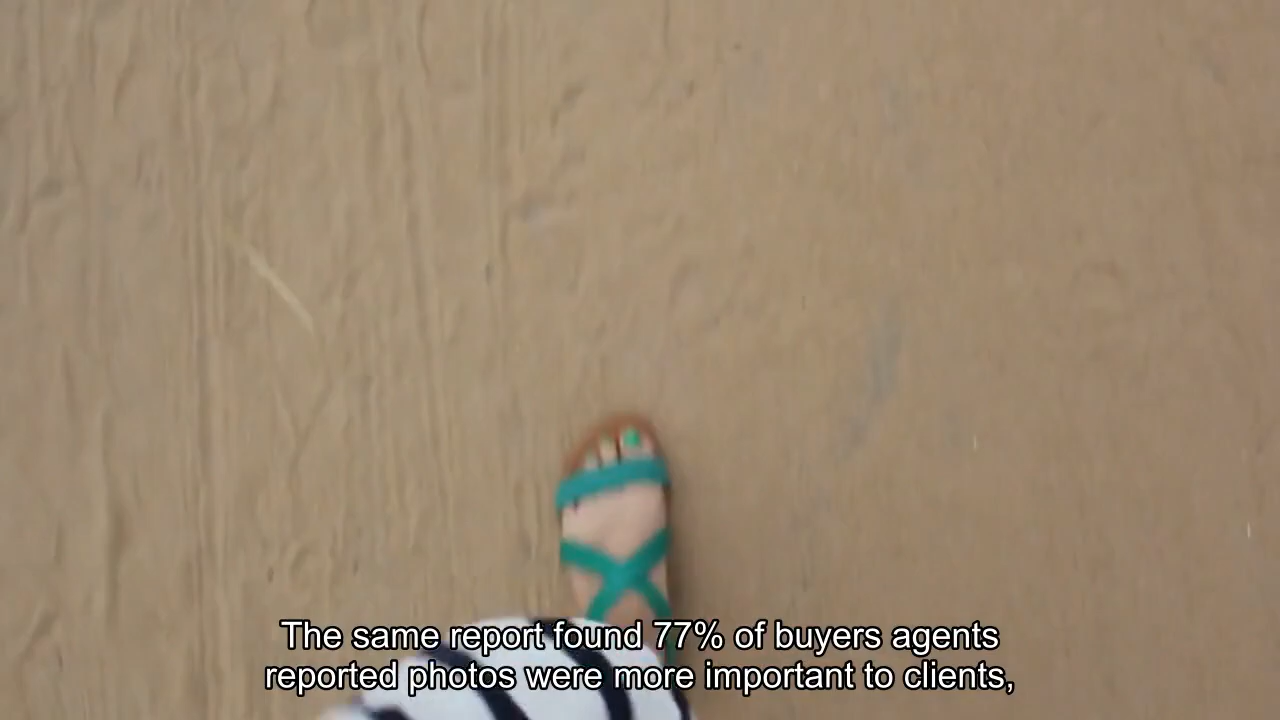 The same report found 77% of buyers agents
reported photos were more important to clients,